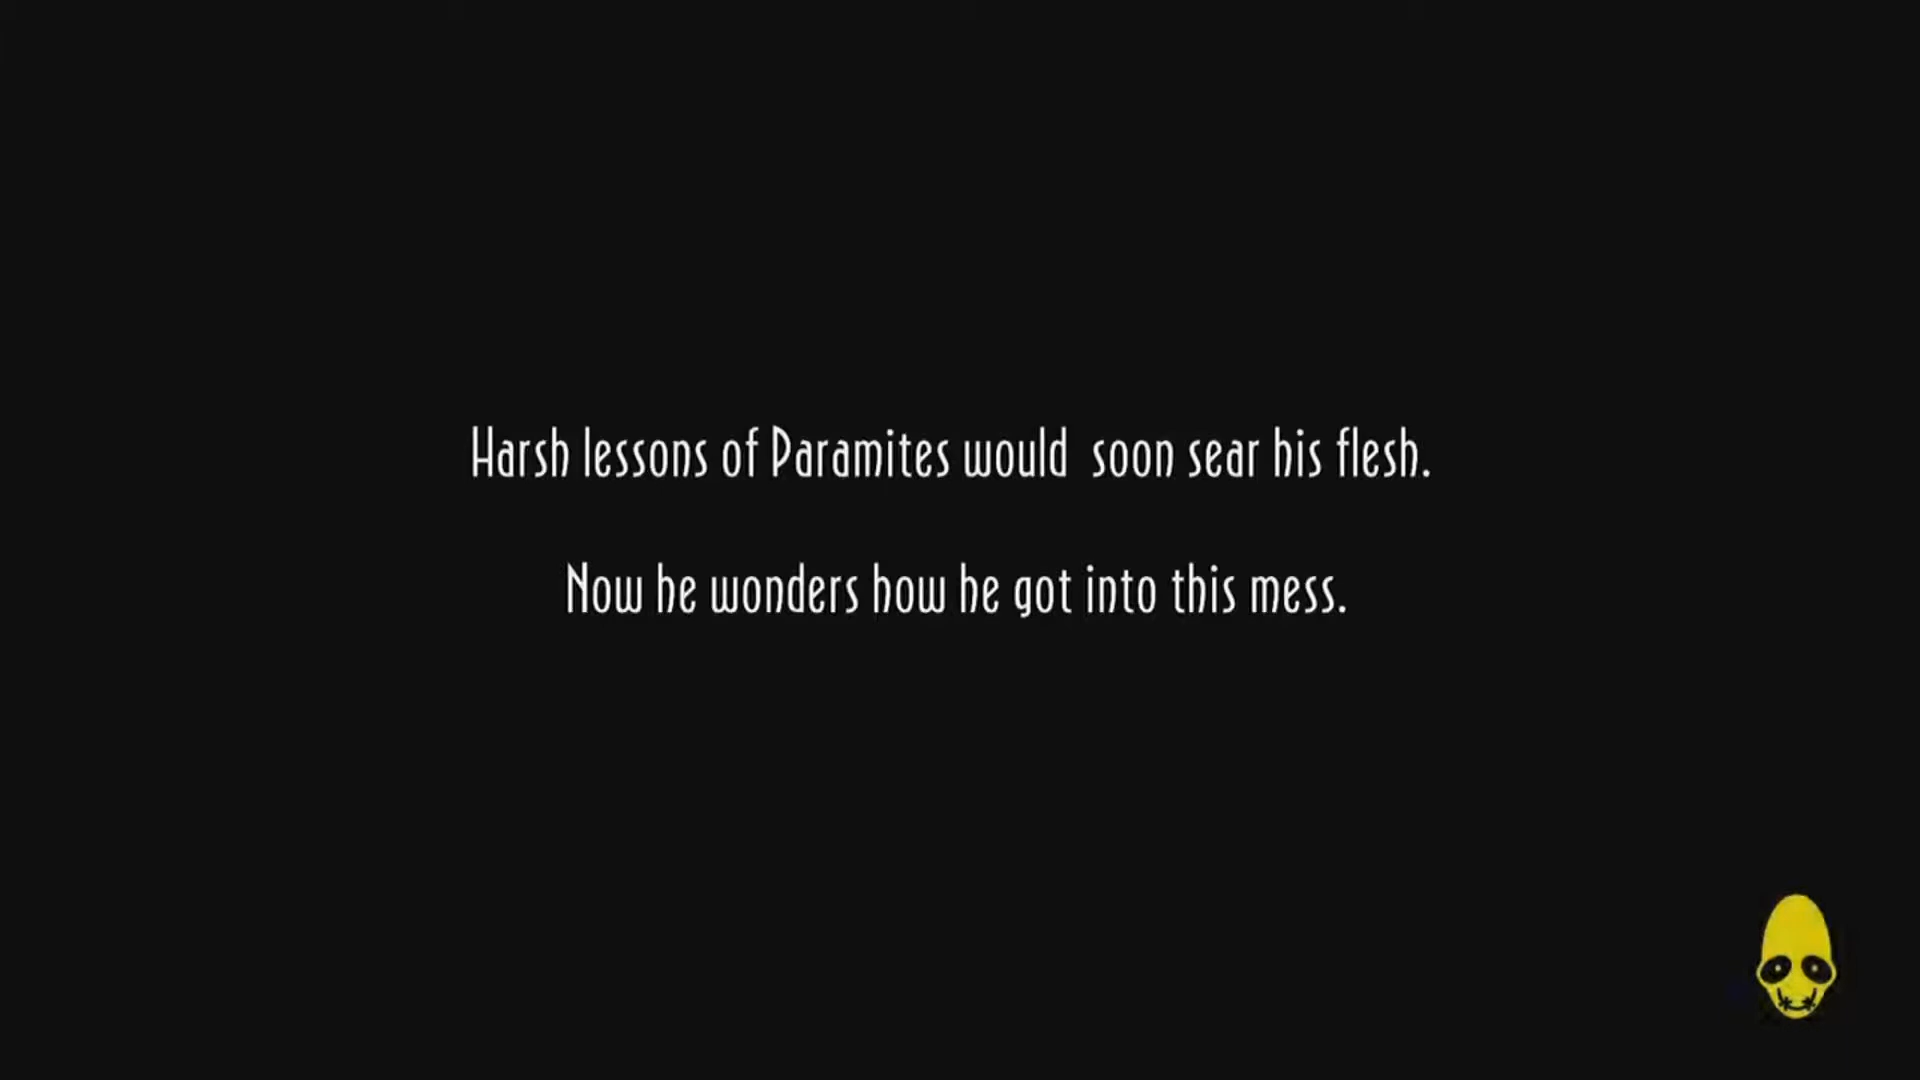 Harsh lessons of Paramites would  soon sear his flesh.
Now he wonders how he got into this mess.